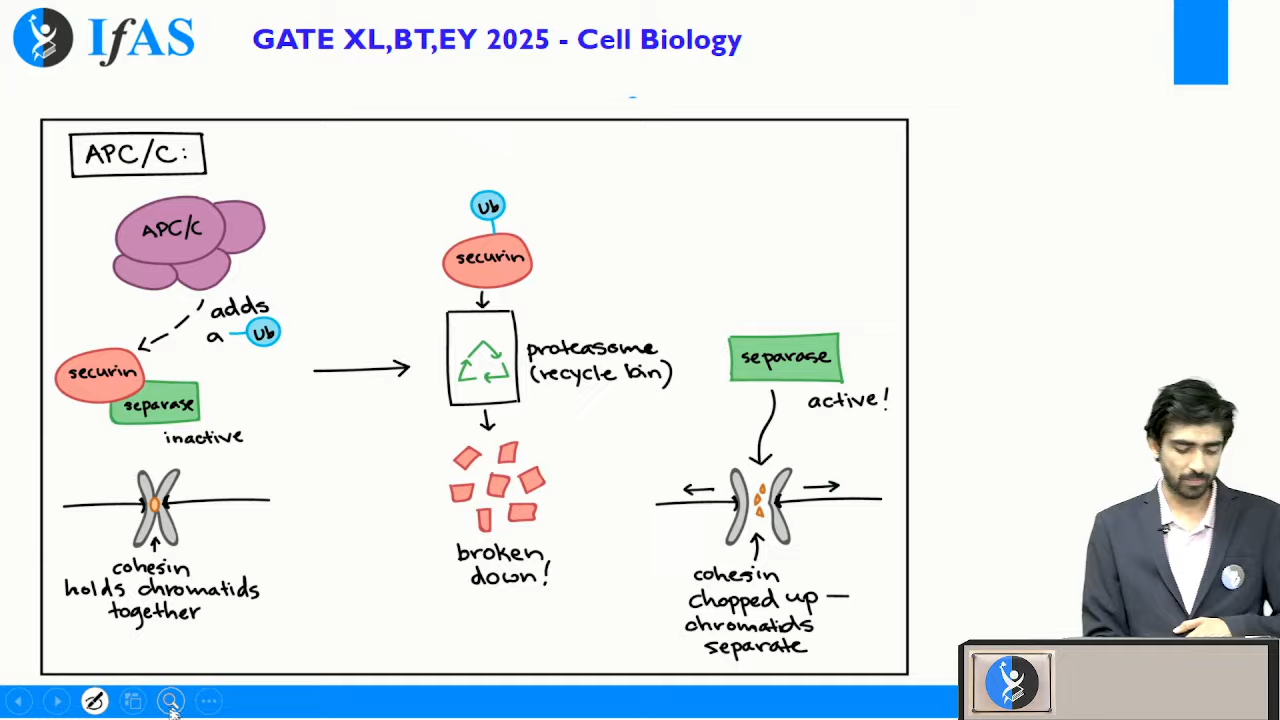 IfAS
GATE XL,BT,EY 2025 - Cell Biology
APC/C:
APC/C
adds
a Ub
securin
separase
inactive
cohesin
holds chromatids
together
Ub
securin
proteasome
(recycle bin)
broken
down!
separase
active!
cohesin
chopped up —
chromatids
separate